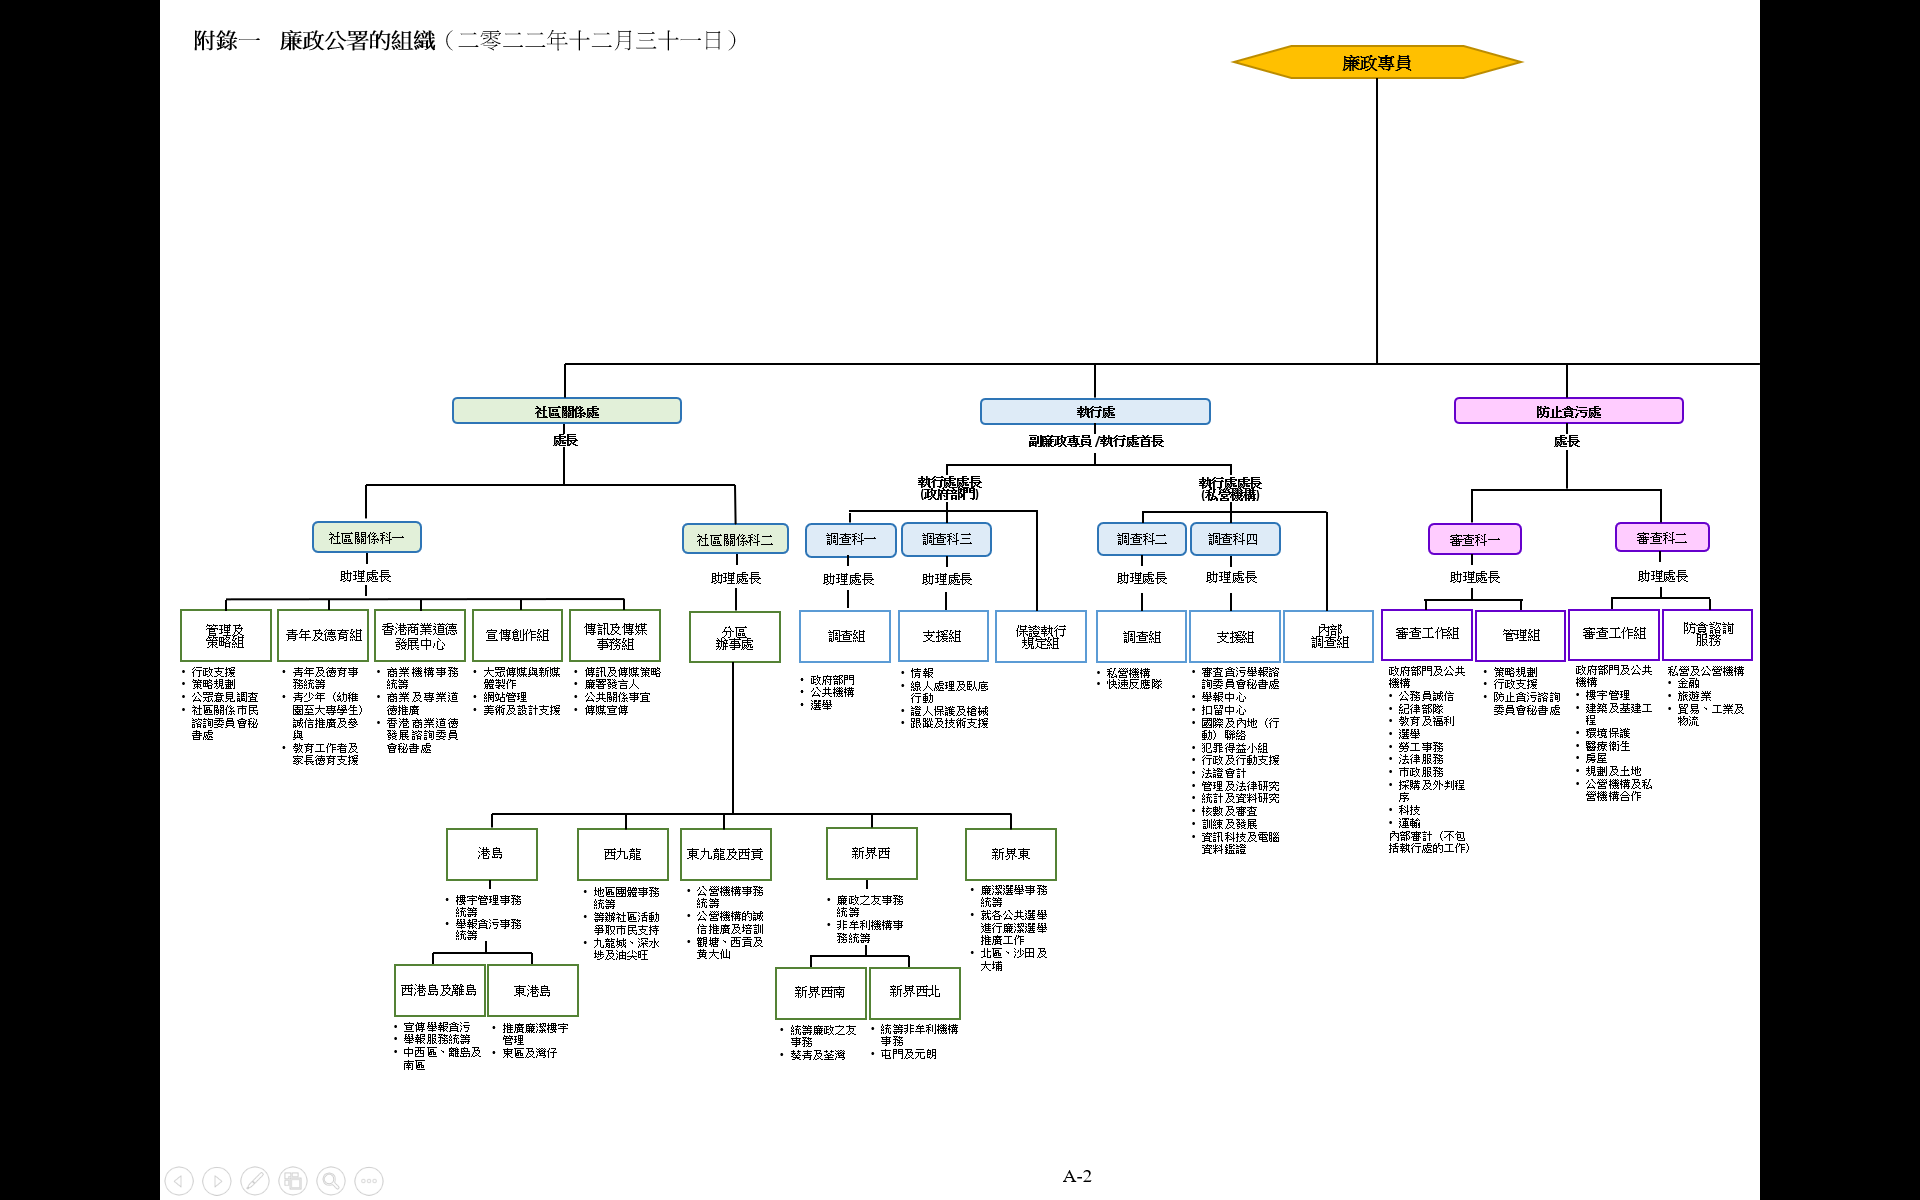 附錄一　廉政公署的組織（二零二二年十二月三十一日）
廉政專員
社區關係處
處長
執行處
副廉政專員 /執行處首長
防止貪污處
處長
執行處處長
(政府部門)
執行處處長
(私營機構)
社區關係科一
助理處長
社區關係科二
助理處長
調查科一
助理處長
調查科三
助理處長
調查科二
助理處長
調查科四
助理處長
審查科一
助理處長
審查科二
助理處長
管理及
策略組
• 行政支援
• 策略規劃
• 公眾意見調查
• 社區關係市民
諮詢委員會秘
書處
青年及德育組
• 青年及德育事
務統籌
• 青少年（幼稚
園至大專學生）
誠信推廣及參
與
• 教育工作者及
家長德育支援
香港商業道德
發展中心
• 商業機構事務
統籌
• 商業及專業道
德推廣
• 香港商業道德
發展諮詢委員
會秘書處
宣傳創作組
• 大眾傳媒與新媒
體製作
• 網站管理
• 美術及設計支援
傳訊及傳媒
事務組
• 傳訊及傳媒策略
• 廉署發言人
• 公共關係事宜
• 傳媒宣傳
分區
辦事處
調查組
• 政府部門
• 公共機構
• 選舉
支援組
• 情報
• 線人處理及臥底
行動
• 證人保護及槍械
• 跟蹤及技術支援
保證執行
規定組
調查組
• 私營機構
• 快速反應隊
支援組
• 審查貪污舉報諮
詢委員會秘書處
• 舉報中心
• 扣留中心
• 國際及內地（行
動）聯絡
• 犯罪得益小組
• 行政及行動支援
• 法證會計
• 管理及法律研究
• 統計及資料研究
• 核數及審查
• 訓練及發展
• 資訊科技及電腦
資料鑑證
內部
調查組
審查工作組
政府部門及公共
機構
• 公務員誠信
• 紀律部隊
• 教育及福利
• 選舉
• 勞工事務
• 法律服務
• 市政服務
• 採購及外判程
序
• 科技
• 運輸
內部審計（不包
括執行處的工作）
管理組
• 策略規劃
• 行政支援
• 防止貪污諮詢
委員會秘書處
審查工作組
政府部門及公共
機構
• 樓宇管理
• 建築及基建工
程
• 環境保護
• 醫療衞生
• 房屋
• 規劃及土地
• 公營機構及私
營機構合作
防貪諮詢
服務
私營及公營機構
• 金融
• 旅遊業
• 貿易、工業及
物流
港島
• 樓宇管理事務
統籌
• 舉報貪污事務
統籌
西九龍
• 地區團體事務
統籌
• 籌辦社區活動
爭取市民支持
• 九龍城、深水
埗及油尖旺
東九龍及西貢
• 公營機構事務
統籌
• 公營機構的誠
信推廣及培訓
• 觀塘、西貢及
黃大仙
新界西
• 廉政之友事務
統籌
• 非牟利機構事
務統籌
新界東
• 廉潔選舉事務
統籌
• 就各公共選舉
進行廉潔選舉
推廣工作
• 北區、沙田及
大埔
西港島及離島
• 宣傳舉報貪污
• 舉報服務統籌
• 中西區、離島及
南區
東港島
• 推廣廉潔樓宇
管理
• 東區及灣仔
新界西南
• 統籌廉政之友
事務
• 葵青及荃灣
新界西北
• 統籌非牟利機構
事務
• 屯門及元朗
A-2